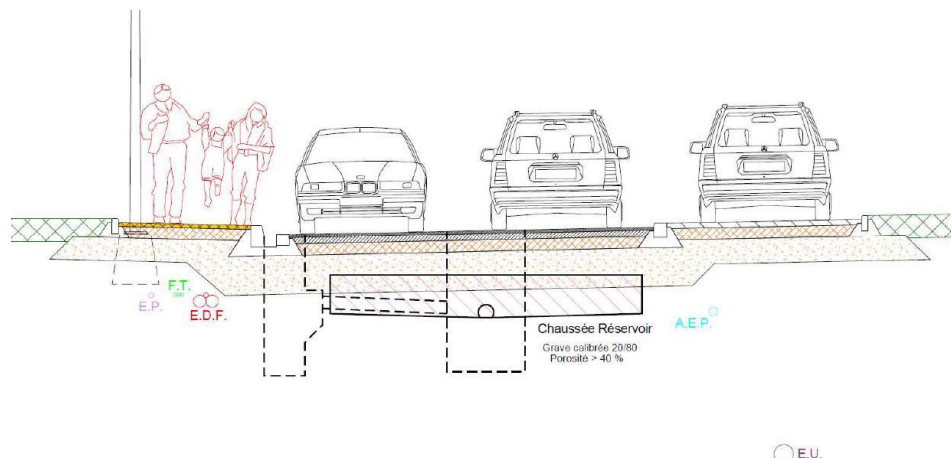 F.T.
E.P.
E.D.F.
Chaussée Réservoir
Grave calibrée 20/80
Porosité > 40 %
A.E.P.
E.U.